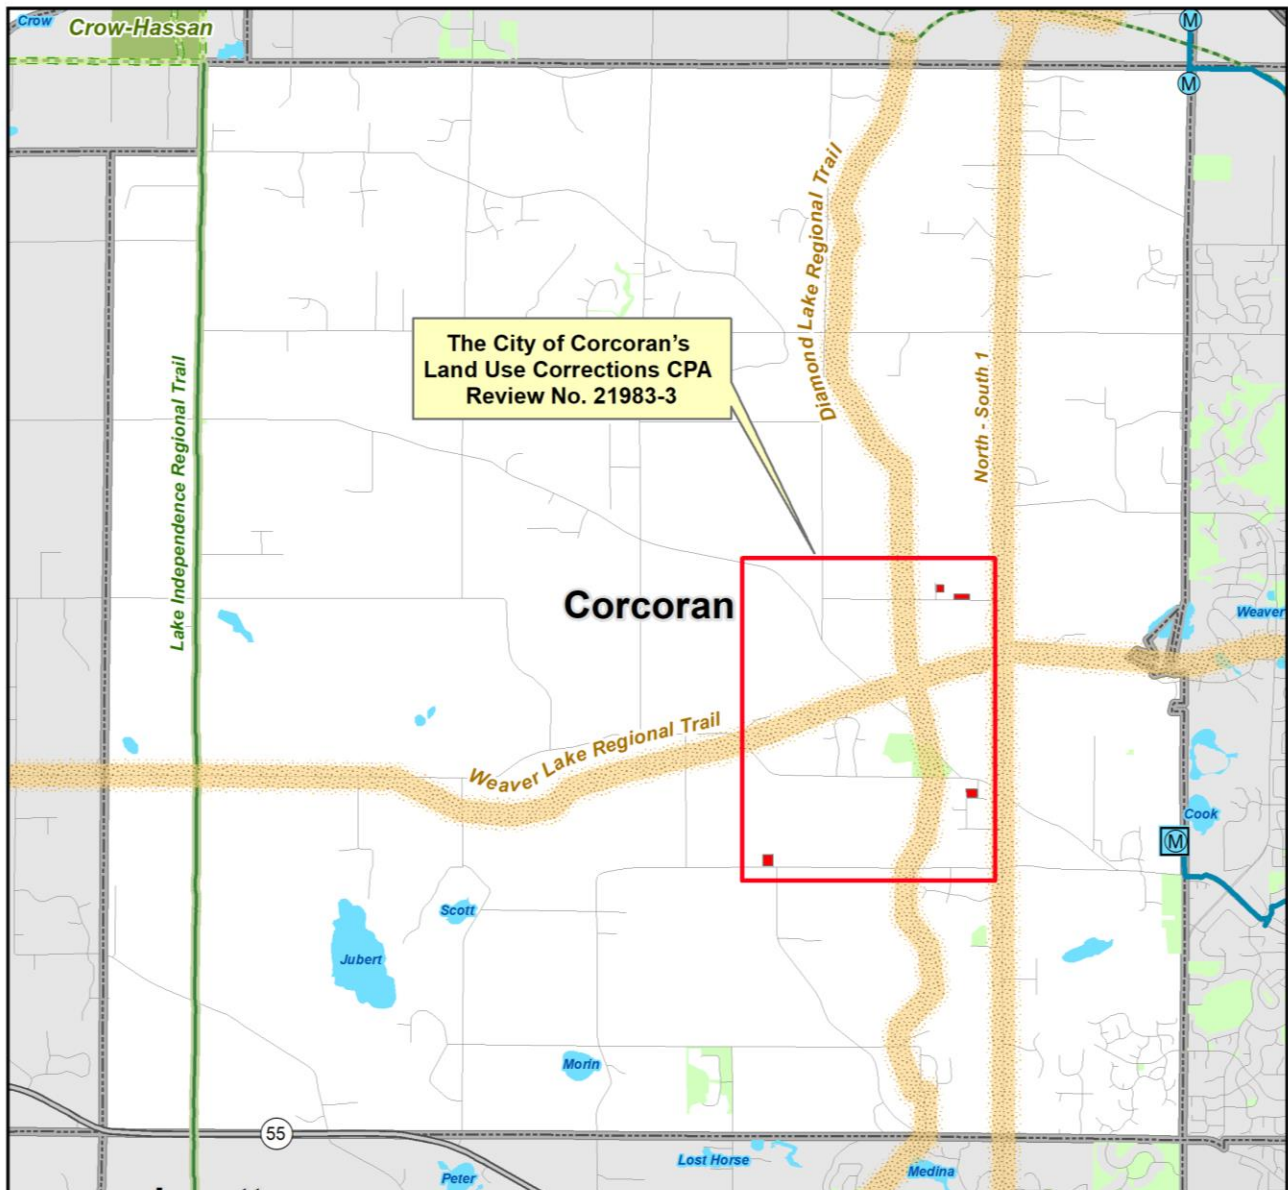 Crow
Crow-Hassan
M
M
Diamond Lake Regional Trail
North - South 1
Lake Independence Regional Trail
The City of Corcoran’s
Land Use Corrections CPA
Review No. 21983-3
Corcoran
Weaver
Weaver Lake Regional Trail
Cook
M
Scott
Jubert
Morin
55
Lost Horse
Medina
Peter